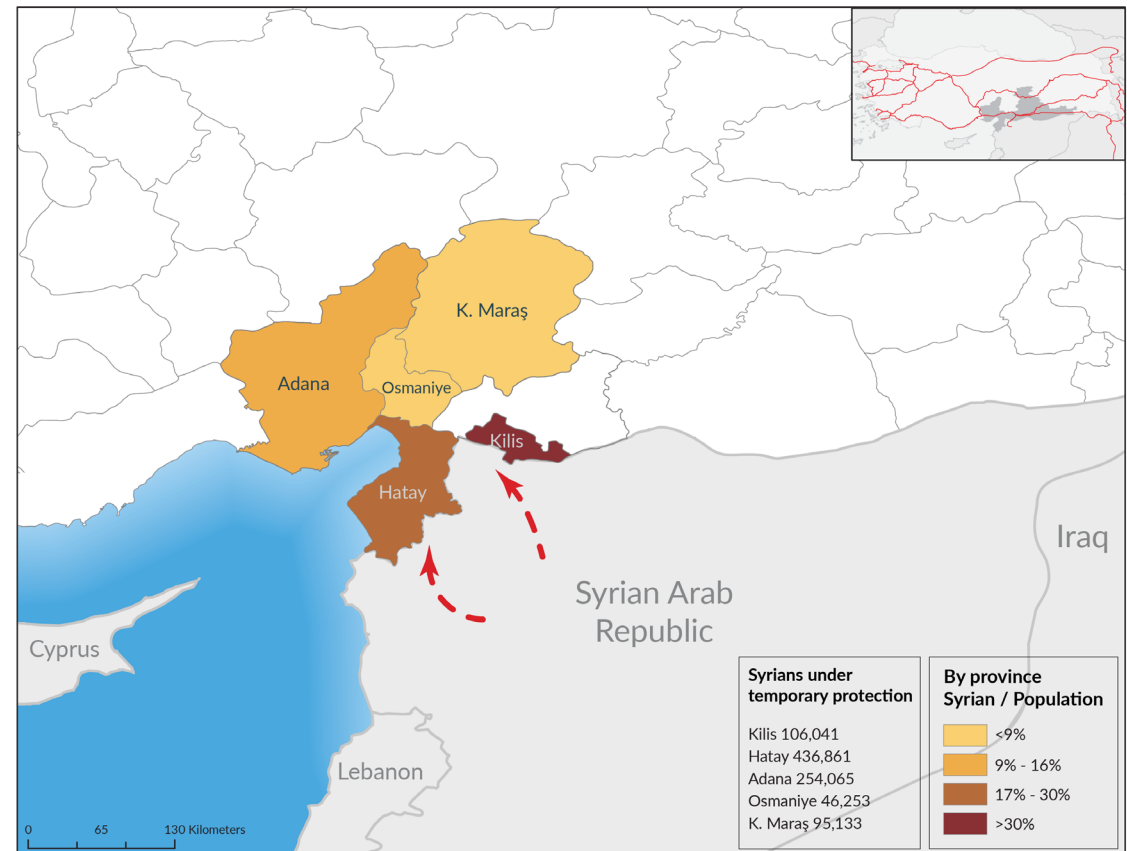 K. Maraş
Adana
Osmaniye
Kilis
Hatay
Iraq
Syrian Arab
Republic
Cyprus
Lebanon
0 65 130 Kilometers
Syrians under
temporary protection
Kilis 106,041
Hatay 436,861
Adana 254,065
Osmaniye 46,253
K. Maraş 95,133
By province
Syrian / Population
<9%
9% - 16%
17% - 30%
>30%